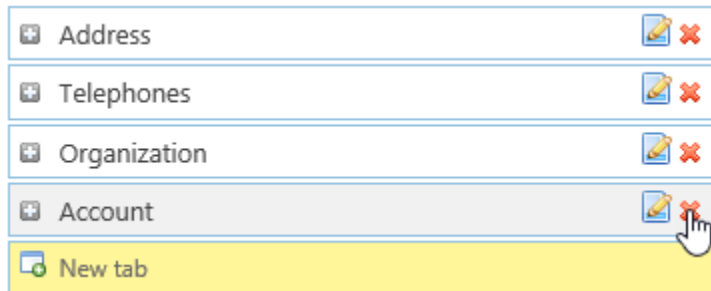 Address
Telephones
Organization
Account
New tab